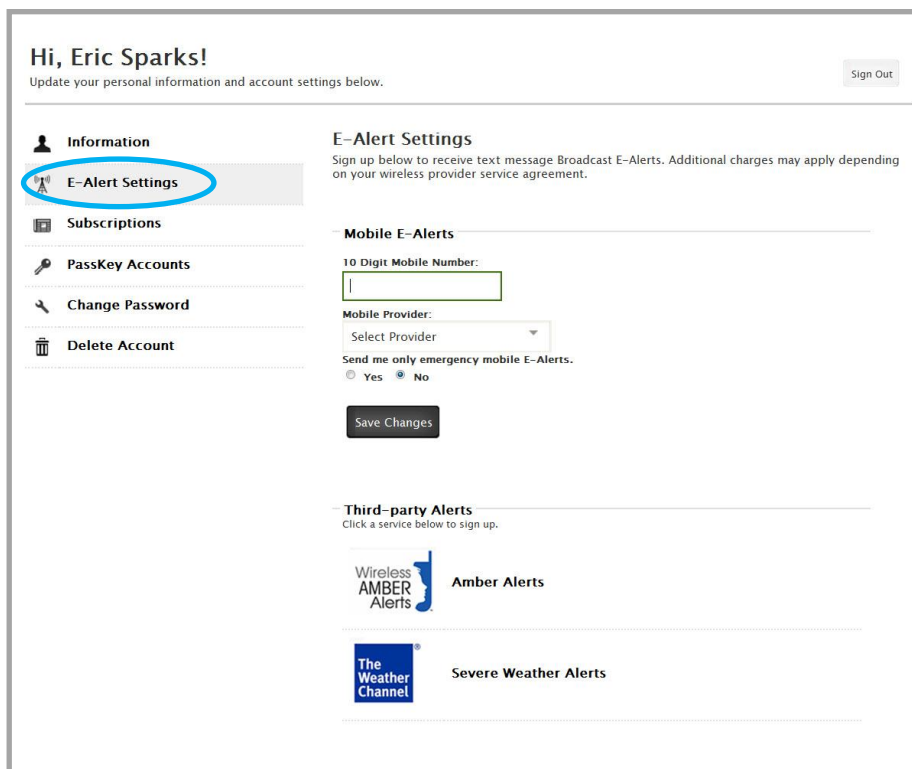 Hi, Eric Sparks!
Update your personal information and account settings below.
Sign Out
Information
E-Alert Settings
Subscriptions
PassKey Accounts
Change Password
Delete Account
E-Alert Settings
Sign up below to receive text message Broadcast E-Alerts. Additional charges may apply depending
on your wireless provider service agreement.
Mobile E-Alerts
10 Digit Mobile Number:
Mobile Provider:
Select Provider
Send me only emergency mobile E-Alerts.
Yes No
Save Changes
Third-party Alerts
Click a service below to sign up.
Wireless
AMBER
Alerts
Amber Alerts
The
Weather
Channel
®
Severe Weather Alerts